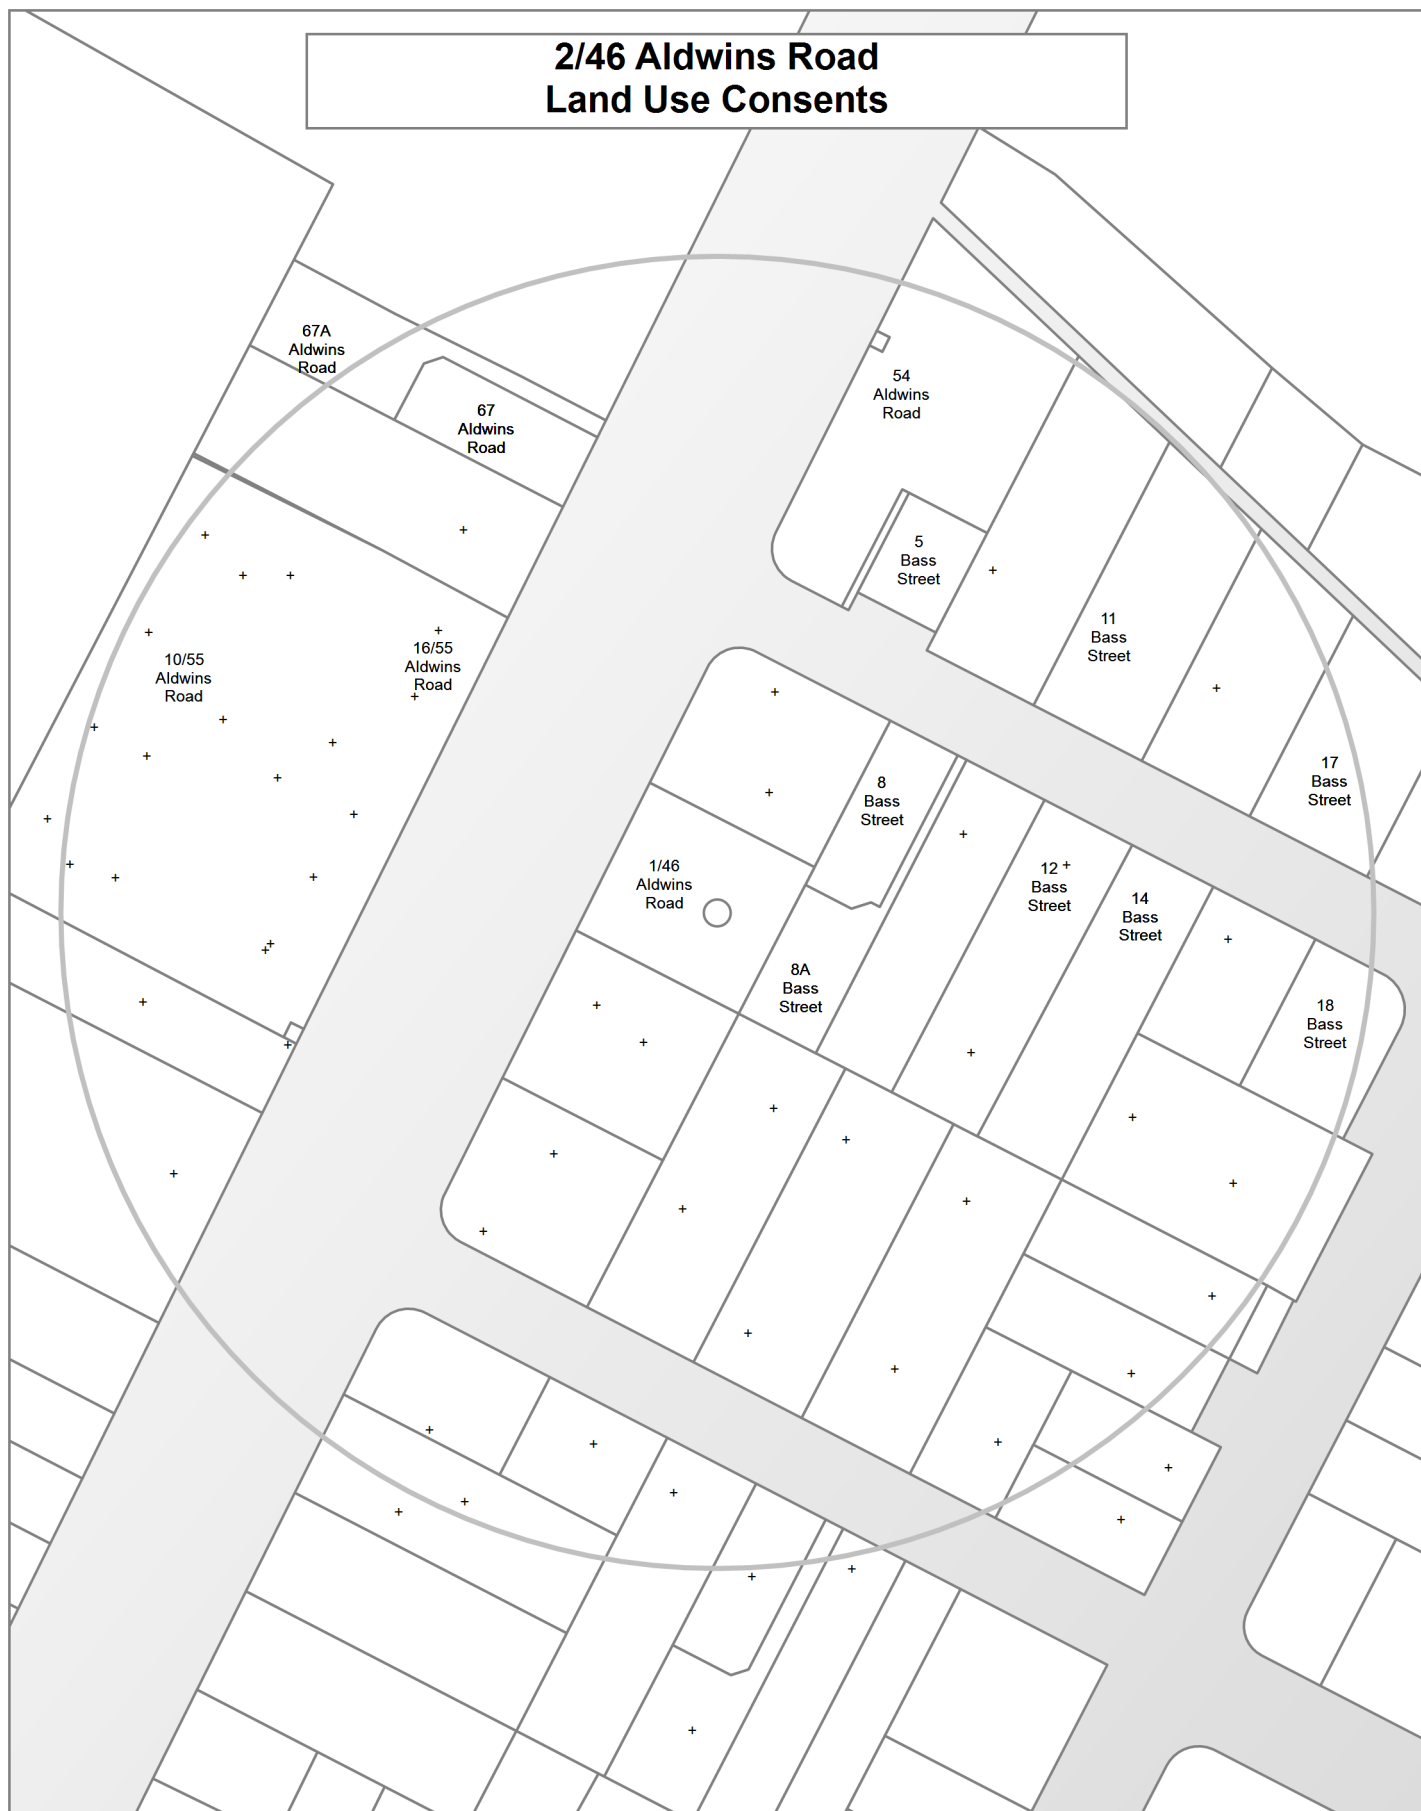 2/46 Aldwins Road
Land Use Consents
67A
Aldwins
Road
67
Aldwins
Road
54
Aldwins
Road
5
Bass
Street
11
Bass
Street
10/55
Aldwins
Road
16/55
Aldwins
Road
17
Bass
Street
8
Bass
Street
1/46
Aldwins
Road
12
Bass
Street
14
Bass
Street
8A
Bass
Street
18
Bass
Street